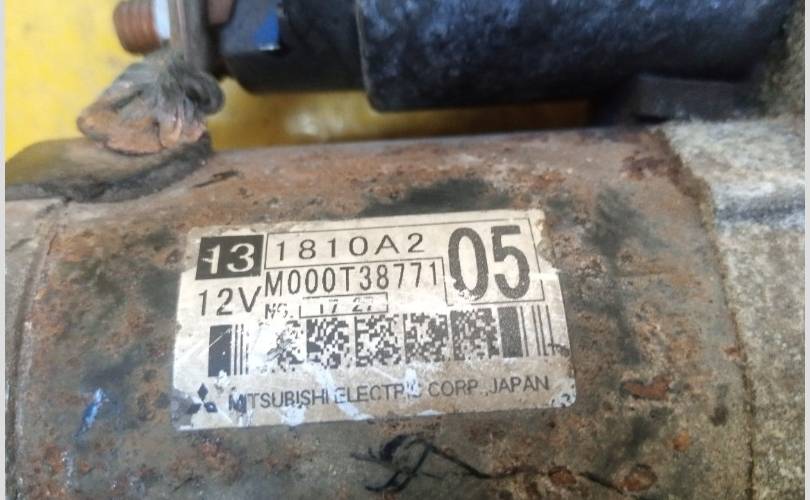 13 1810A2 05
12V M000T38771
NO. 17 27
MITSUBISHI ELECTRIC CORP., JAPAN